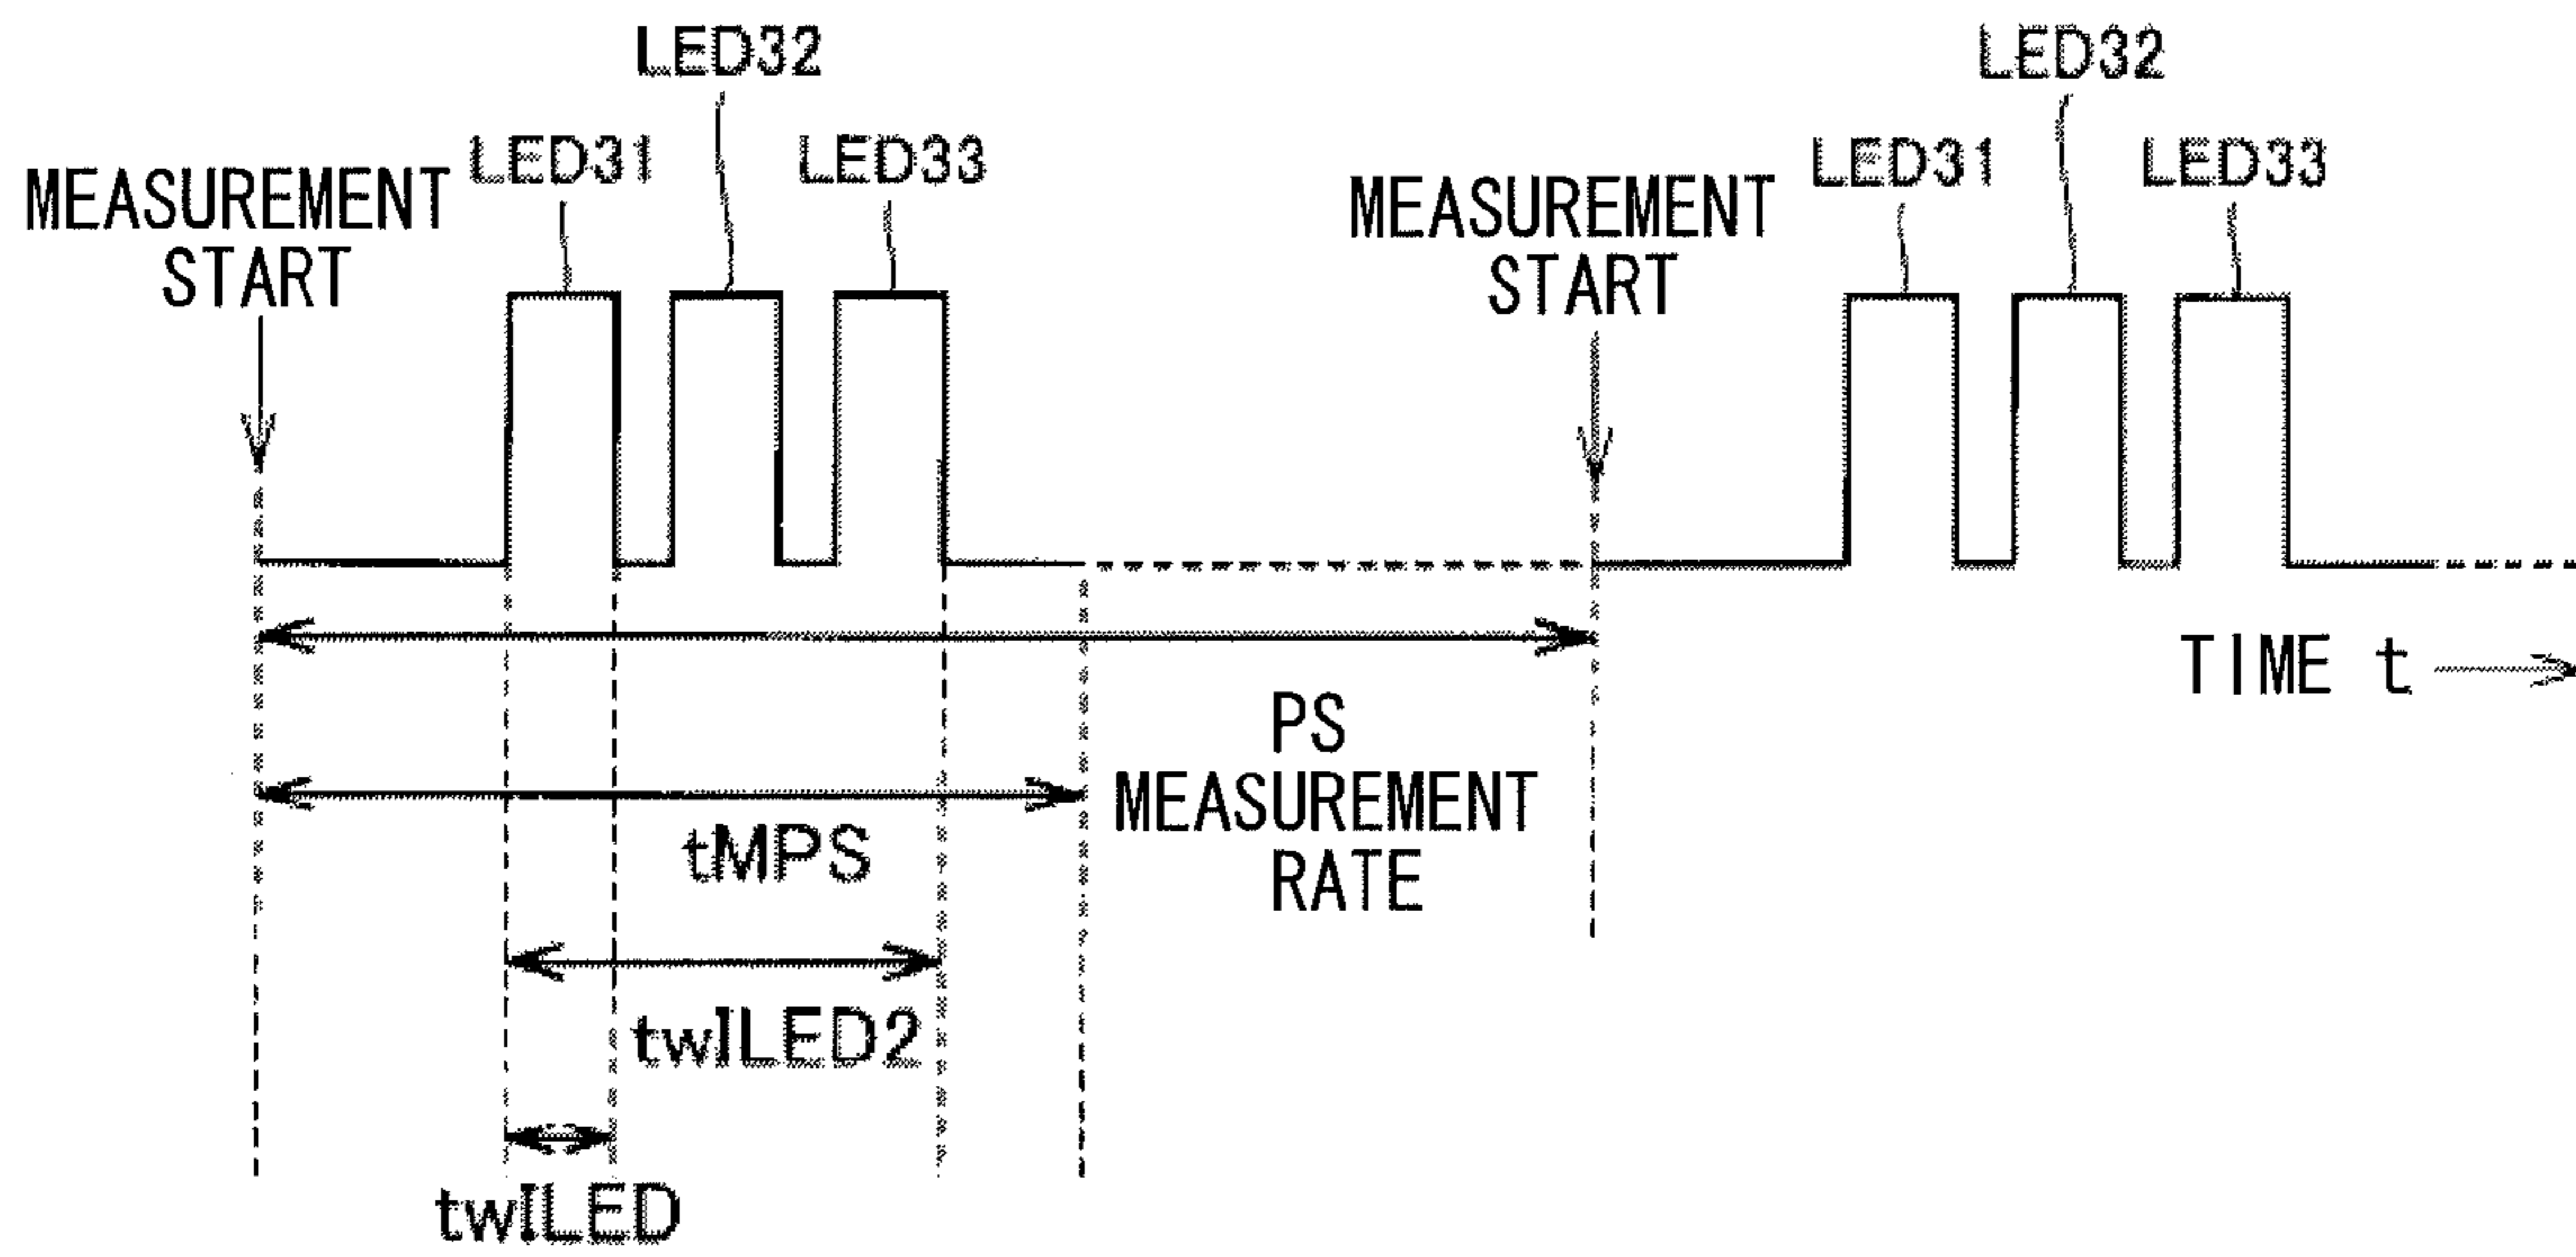 LED32
LED31
LED33
MEASUREMENT
START
LED32
LED31
LED33
MEASUREMENT
START
TIME t
PS
MEASUREMENT
RATE
tMPS
twILED2
twILED